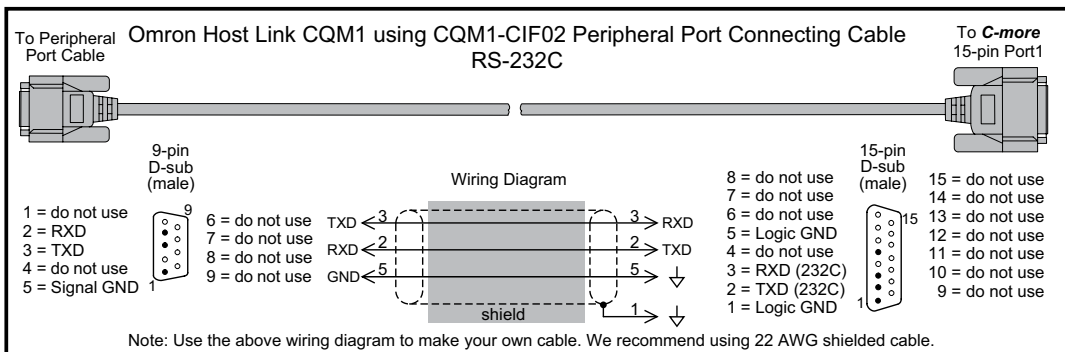 To Peripheral
Port Cable
Omron Host Link CQM1 using CQM1-CIF02 Peripheral Port Connecting Cable
RS-232C
To C-more
15-pin Port1
9-pin
D-sub
(male)
1 = do not use
2 = RXD
3 = TXD
4 = do not use
5 = Signal GND
9
1
6 = do not use
7 = do not use
8 = do not use
9 = do not use
Wiring Diagram
TXD 3 3 RXD
RXD 2 2 TXD
GND 5 5
1
shield
8 = do not use
7 = do not use
6 = do not use
5 = Logic GND
4 = do not use
3 = RXD (232C)
2 = TXD (232C)
1 = Logic GND
15-pin
D-sub
(male)
15
1
15 = do not use
14 = do not use
13 = do not use
12 = do not use
11 = do not use
10 = do not use
9 = do not use
Note: Use the above wiring diagram to make your own cable. We recommend using 22 AWG shielded cable.